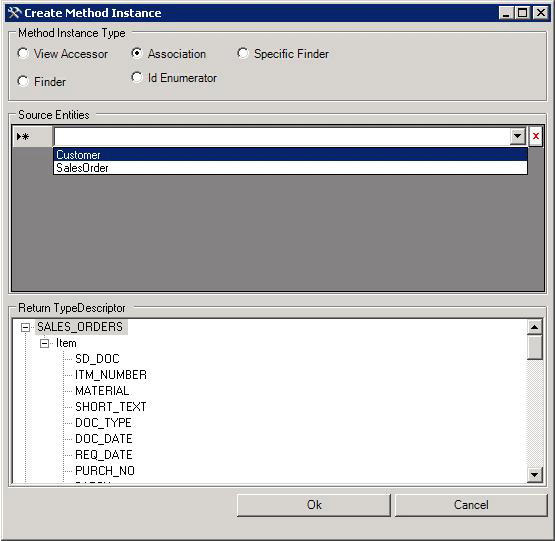 Create Method Instance
Method Instance Type
View Accessor Association Specific Finder
Finder Id Enumerator
Source Entities
x
Customer
SalesOrder
Return TypeDescriptor
SALES_ORDERS
Item
SD_DOC
ITM_NUMBER
MATERIAL
SHORT_TEXT
DOC_TYPE
DOC_DATE
REQ_DATE
PURCH_NO
Ok Cancel